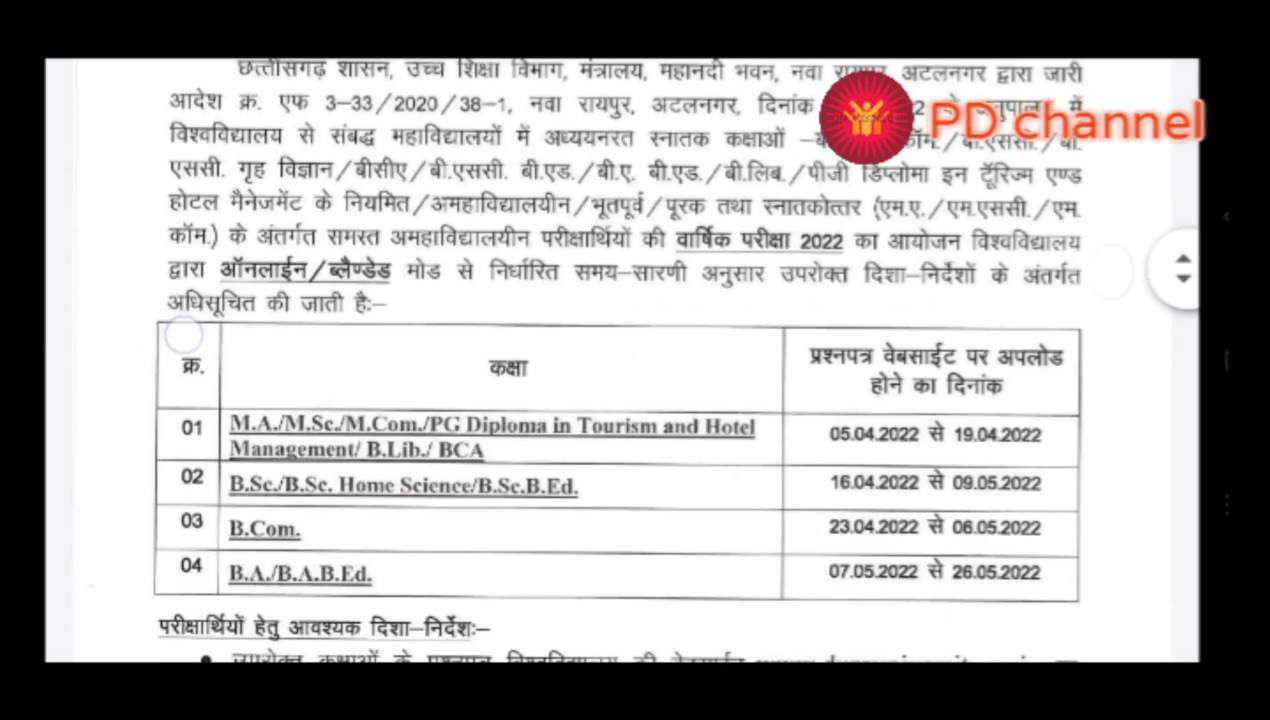 छत्तीसगढ़ शासन, उच्च शिक्षा विभाग, मंत्रालय, महानदी भवन, नवा रायपुर, अटलनगर द्वारा जारी
आदेश क्र. एफ 3-33/2020/38-1, नवा रायपुर, अटलनगर, दिनांक में
PD channel
विश्वविद्यालय से संबद्ध महाविद्यालयों में अध्ययनरत स्नातक कक्षाओं
एससी. गृह विज्ञान/बीसीए/बी.एससी. बी.एड./बी.ए. बी.एड./बी.लिब./पीजी डिप्लोमा इन टूॅरिज्म एण्ड
होटल मैनेजमेंट के नियमित/अमहाविद्यालयीन/भूतपूर्व/पूरक तथा स्नातकोत्तर (एम.ए./एम.एससी./एम.
कॉम.) के अंतर्गत समस्त अमहाविद्यालयीन परीक्षार्थियों की वार्षिक परीक्षा 2022 का आयोजन विश्वविद्यालय
द्वारा ऑनलाईन/ब्लैण्डेड मोड से निर्धारित समय-सारणी अनुसार उपरोक्त दिशा-निर्देशों के अंतर्गत
अधिसूचित की जाती है:-
क्र. कक्षा प्रश्नपत्र वेबसाईट पर अपलोड
होने का दिनांक
01 M.A./M.Sc./M.Com./PG Diploma in Tourism and Hotel
Management/ B.Lib./ BCA 05.04.2022 से 19.04.2022
02 B.Sc./B.Sc. Home Science/B.Sc.B.Ed. 16.04.2022 से 09.05.2022
03 B.Com. 23.04.2022 से 06.05.2022
04 B.A./B.A.B.Ed. 07.05.2022 से 26.05.2022
परीक्षार्थियों हेतु आवश्यक दिशा-निर्देश:-